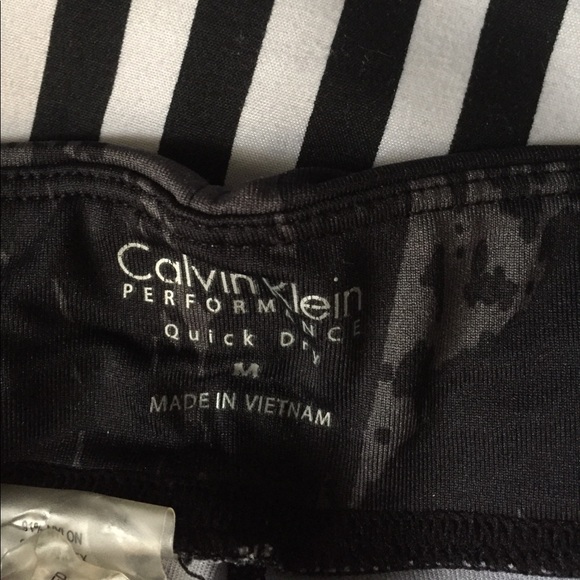 Calvin Klein
PERFORMANCE
Quick Dry
M
MADE IN VIETNAM